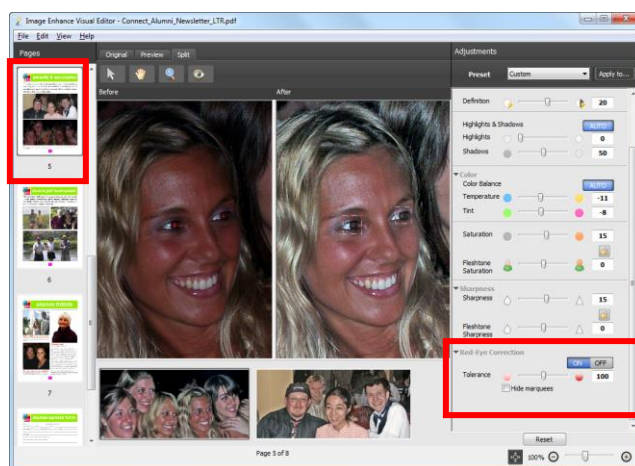 Image Enhance Visual Editor - Connect_Alumni_Newsletter_LTR.pdf
File Edit View Help
Pages
Original Preview Split
Adjustments
Preset Custom Apply to...
Before After
Definition 20
Highlights & Shadows AUTO
Highlights 0
Shadows 50
Color
Color Balance AUTO
Temperature -11
Tint -8
Saturation 15
Fleshtone
Saturation 0
Sharpness
Sharpness 15
Fleshtone
Sharpness 0
Red-Eye Correction
ON OFF
Tolerance 100
Hide marquees
Reset
5
6
7
Page 5 of 8
100%